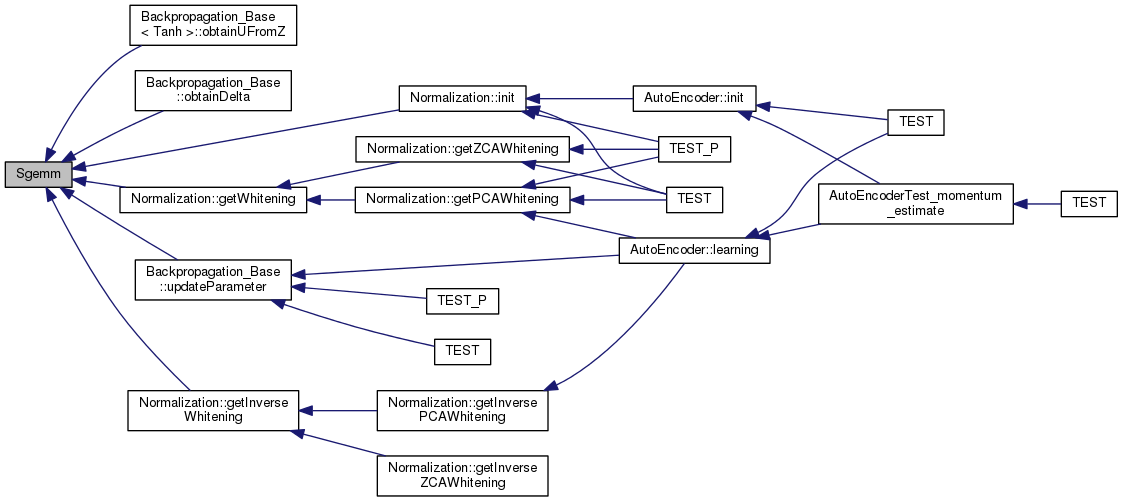 Backpropagation_Base
< Tanh >::obtainUFromZ
Backpropagation_Base
::obtainDelta
Normalization::init
AutoEncoder::init
TEST
Normalization::getZCAWhitening
TEST_P
Sgemm
Normalization::getWhitening
Normalization::getPCAWhitening
TEST
AutoEncoderTest_momentum
_estimate
TEST
AutoEncoder::learning
Backpropagation_Base
::updateParameter
TEST_P
TEST
Normalization::getInverse
Whitening
Normalization::getInverse
PCAWhitening
Normalization::getInverse
ZCAWhitening